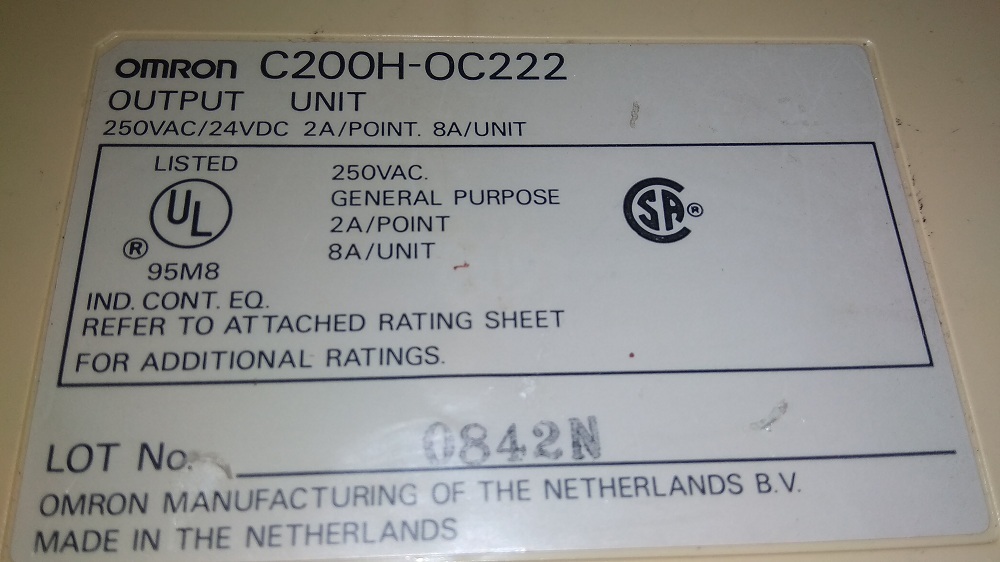 OMRON C200H-OC222
OUTPUT UNIT
250VAC/24VDC 2A/POINT. 8A/UNIT
LISTED
UL
®
95M8
250VAC.
GENERAL PURPOSE
2A/POINT
8A/UNIT
SA ®
IND. CONT. EQ.
REFER TO ATTACHED RATING SHEET
FOR ADDITIONAL RATINGS.
LOT No. 0842N
OMRON MANUFACTURING OF THE NETHERLANDS B.V.
MADE IN THE NETHERLANDS